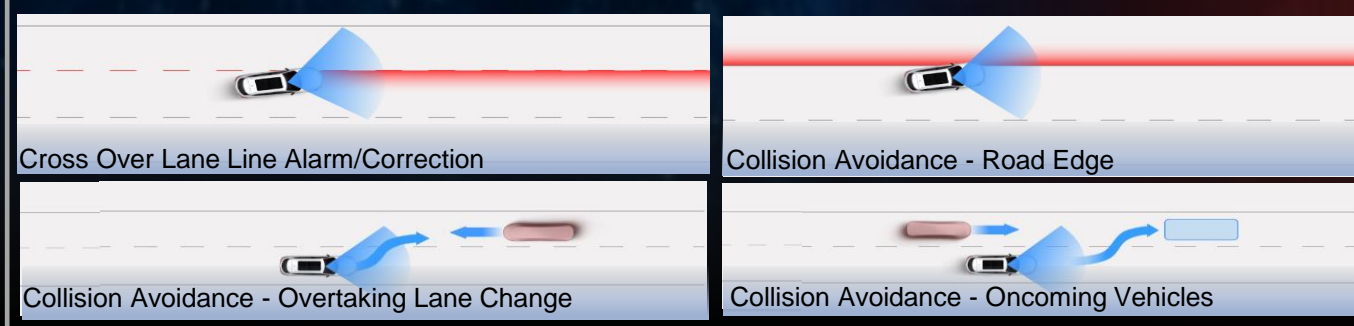 Cross Over Lane Line Alarm/Correction
Collision Avoidance - Road Edge
Collision Avoidance - Overtaking Lane Change
Collision Avoidance - Oncoming Vehicles